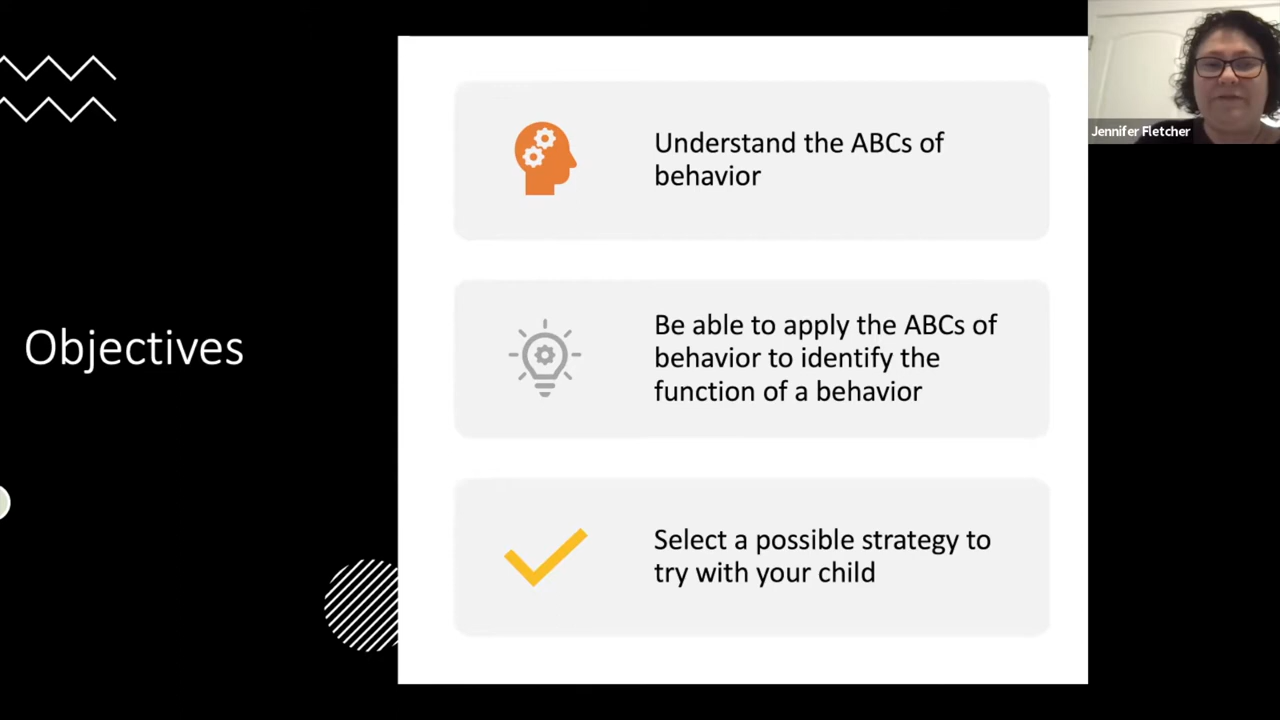 Objectives
Understand the ABCs of
behavior
Be able to apply the ABCs of
behavior to identify the
function of a behavior
Select a possible strategy to
try with your child
Jennifer Fletcher